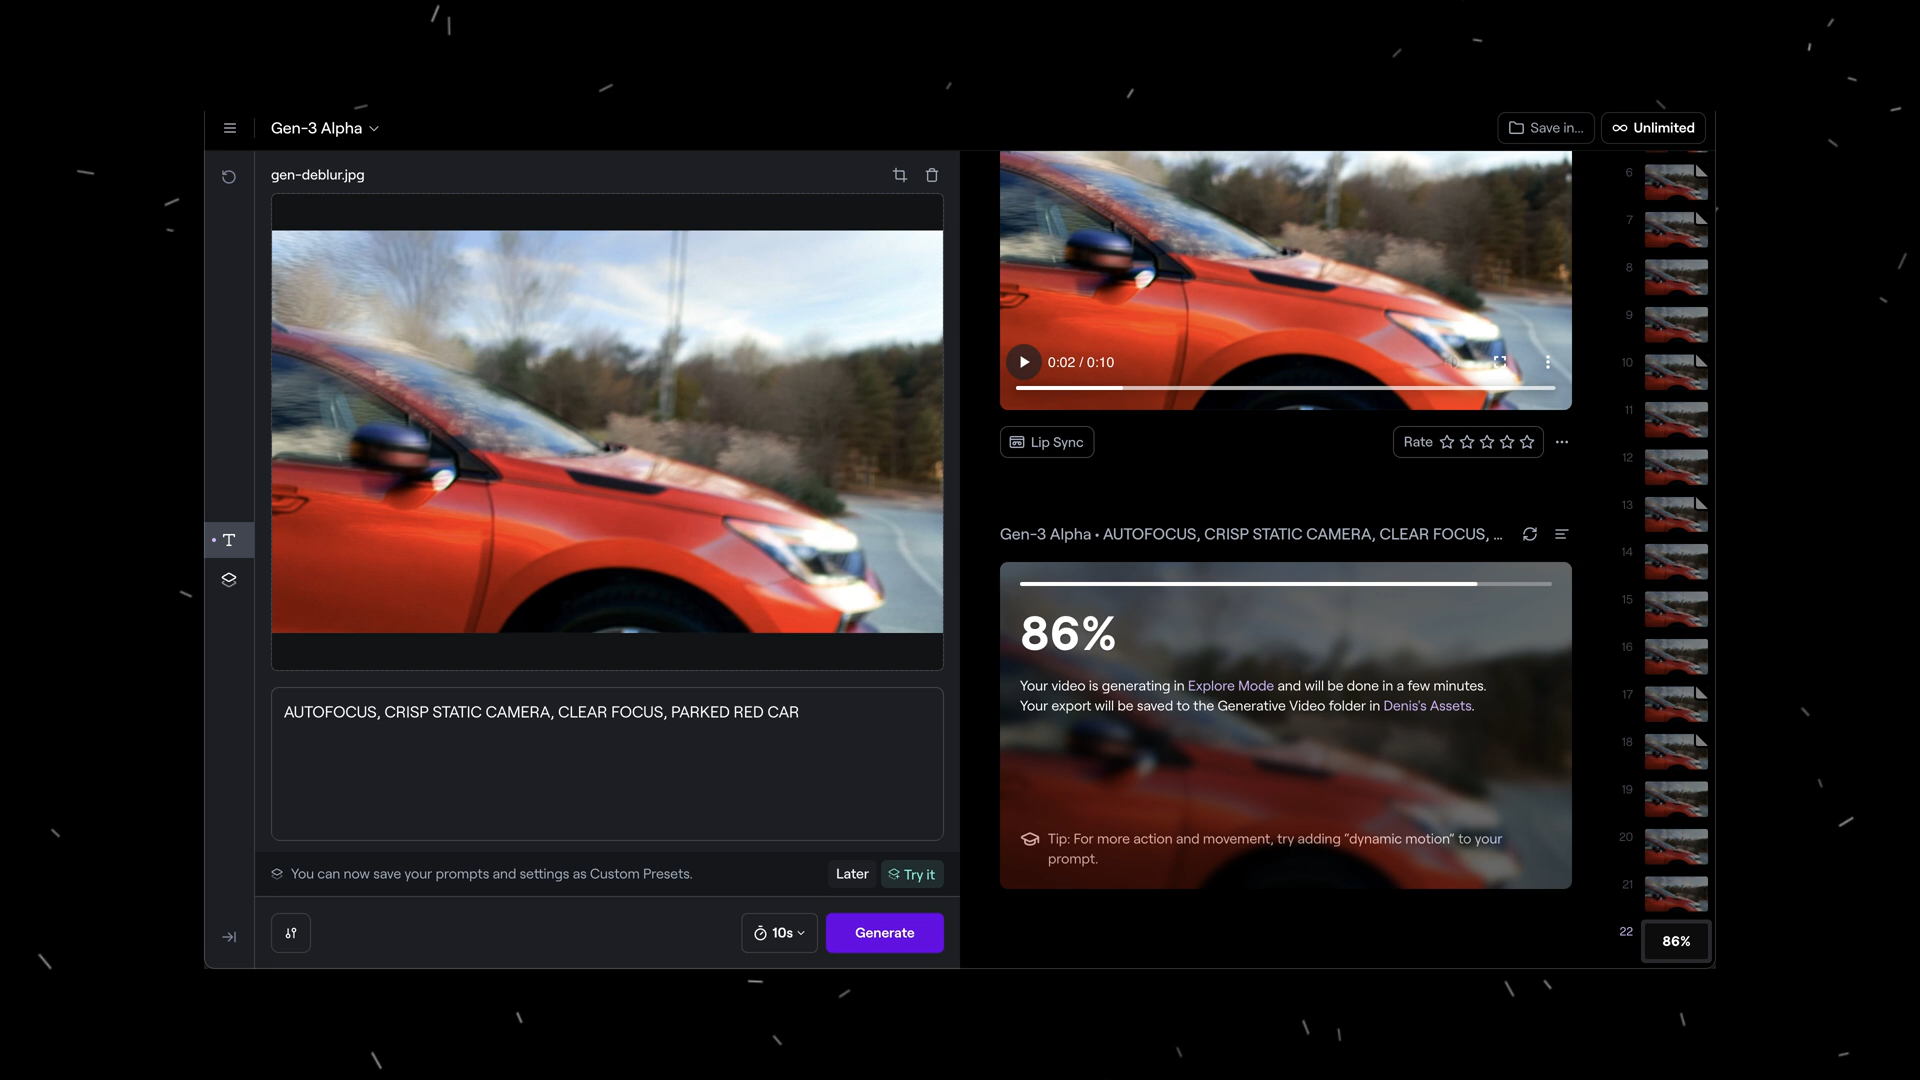 Gen-3 Alpha
Save in...
Unlimited
gen-deblur.jpg
AUTOFOCUS, CRISP STATIC CAMERA, CLEAR FOCUS, PARKED RED CAR
You can now save your prompts and settings as Custom Presets.
Later
Try it
10s
Generate
0:02 / 0:10
Lip Sync
Rate
Gen-3 Alpha • AUTOFOCUS, CRISP STATIC CAMERA, CLEAR FOCUS, ...
86%
Your video is generating in Explore Mode and will be done in a few minutes.
Your export will be saved to the Generative Video folder in Denis's Assets.
Tip: For more action and movement, try adding “dynamic motion” to your
prompt.
6
7
8
9
10
11
12
13
14
15
16
17
18
19
20
21
22
86%